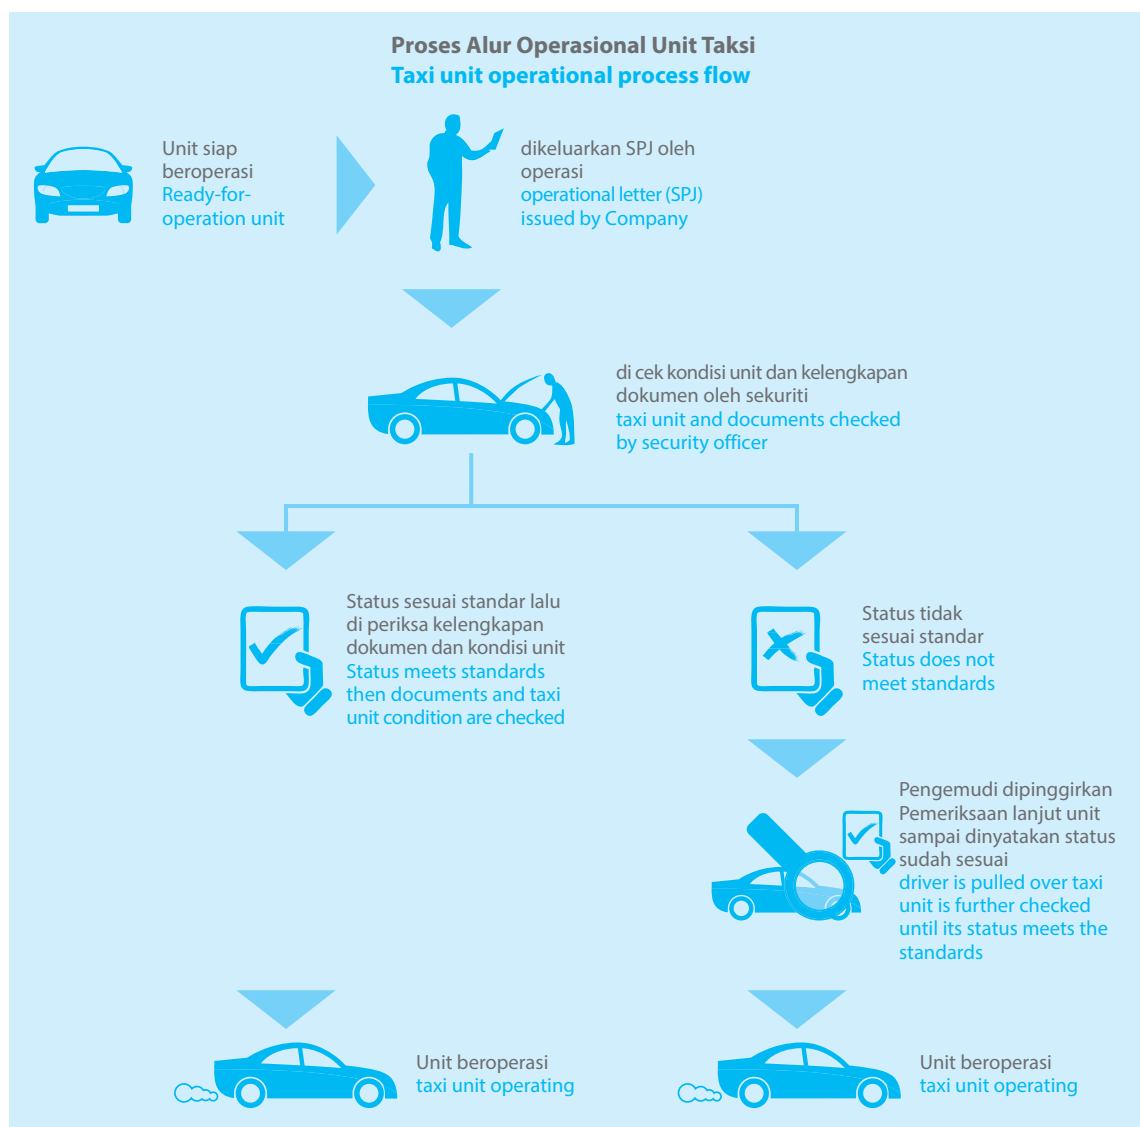 Proses Alur Operasional Unit Taksi
Taxi unit operational process flow
Unit siap
beroperasi
Ready-for-
operation unit
dikeluarkan SPJ oleh
operasi
operational letter (SPJ)
issued by Company
di cek kondisi unit dan kelengkapan
dokumen oleh sekuriti
taxi unit and documents checked
by security officer
Status sesuai standar lalu
di periksa kelengkapan
dokumen dan kondisi unit
Status meets standards
then documents and taxi
unit condition are checked
Status tidak
sesuai standar
Status does not
meet standards
Pengemudi dipinggirkan
Pemeriksaan lanjut unit
sampai dinyatakan status
sudah sesuai
driver is pulled over taxi
unit is further checked
until its status meets the
standards
Unit beroperasi
taxi unit operating
Unit beroperasi
taxi unit operating